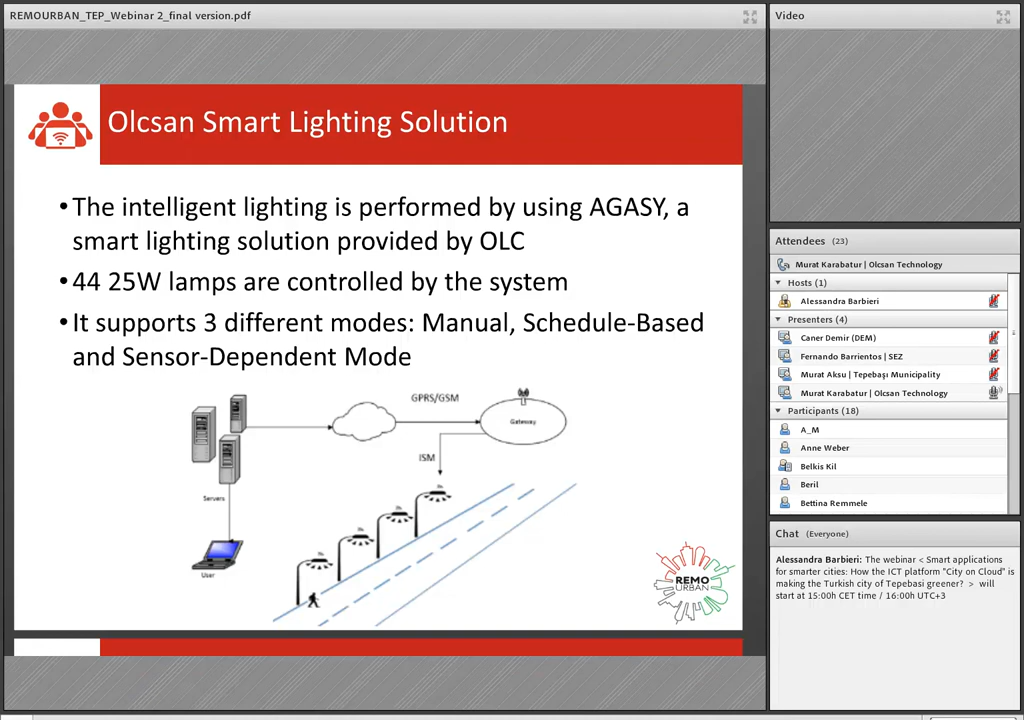 REMOURBAN_TEP_Webinar 2_final version.pdf
Olcsan Smart Lighting Solution
•The intelligent lighting is performed by using AGASY, a
smart lighting solution provided by OLC
•44 25W lamps are controlled by the system
•It supports 3 different modes: Manual, Schedule-Based
and Sensor-Dependent Mode
GPRS/GSM
Gateway
ISM
Servers
User
REMO
URBAN
Video
Attendees (23)
Murat Karabatur | Olcsan Technology
Hosts (1)
Alessandra Barbieri
Presenters (4)
Caner Demir (DEM)
Fernando Barrientos | SEZ
Murat Aksu | Tepebaşı Municipality
Murat Karabatur | Olcsan Technology
Participants (18)
A_M
Anne Weber
Belkis Kil
Beril
Bettina Remmele
Chat (Everyone)
Alessandra Barbieri: The webinar < Smart applications
for smarter cities: How the ICT platform "City on Cloud" is
making the Turkish city of Tepebasi greener? > will
start at 15:00h CET time / 16:00h UTC+3